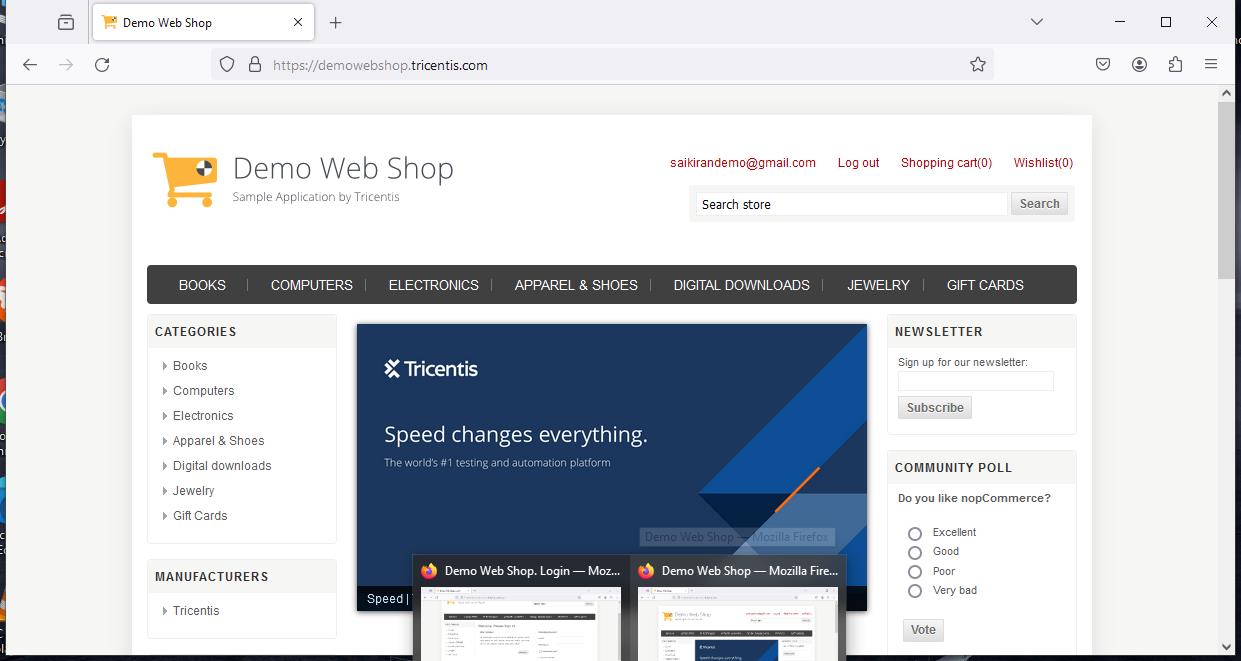 Demo Web Shop
https://demowebshop.tricentis.com
Demo Web Shop
Sample Application by Tricentis
saikirandemo@gmail.com Log out Shopping cart(0) Wishlist(0)
Search store Search
BOOKS COMPUTERS ELECTRONICS APPAREL & SHOES DIGITAL DOWNLOADS JEWELRY GIFT CARDS
CATEGORIES
Books
Computers
Electronics
Apparel & Shoes
Digital downloads
Jewelry
Gift Cards
MANUFACTURERS
Tricentis
Tricentis
Speed changes everything.
The world's #1 testing and automation platform
Speed |
NEWSLETTER
Sign up for our newsletter:
Subscribe
COMMUNITY POLL
Do you like nopCommerce?
Excellent
Good
Poor
Very bad
Vote
Demo Web Shop — Mozilla Firefox
Demo Web Shop. Login — Moz...
Demo Web Shop — Mozilla Fire...